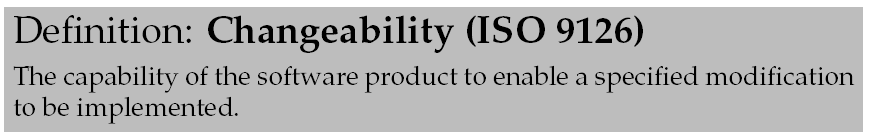 Definition: Changeability (ISO 9126)
The capability of the software product to enable a specified modification
to be implemented.